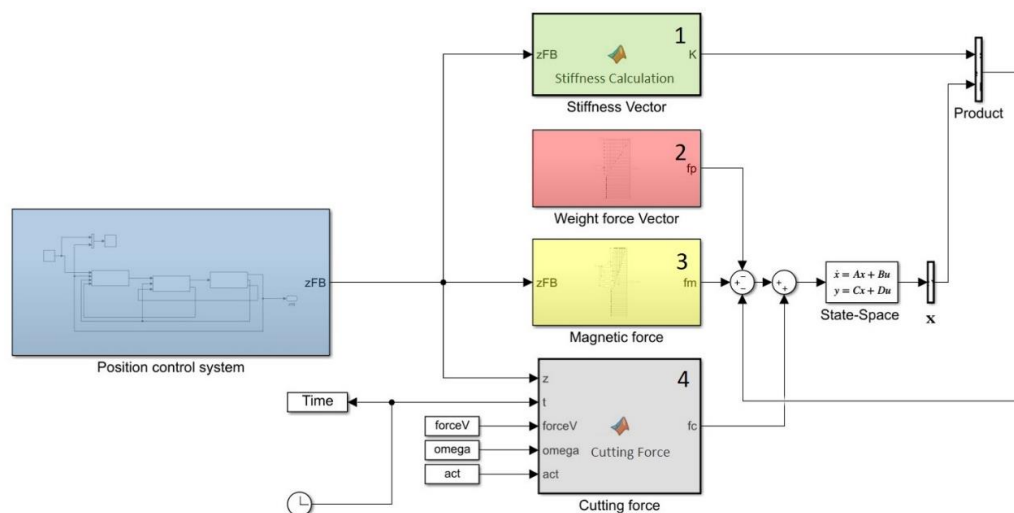 1
zFB
K
Stiffness Calculation
Stiffness Vector
Product
2
fp
Weight force Vector
zFB
3
zFB
fm
Magnetic force
Position control system
ẋ = Ax + Bu
y = Cx + Du
State-Space
x
4
z
Time
t
forceV
forceV
fc
omega
omega
Cutting Force
act
act
Cutting force